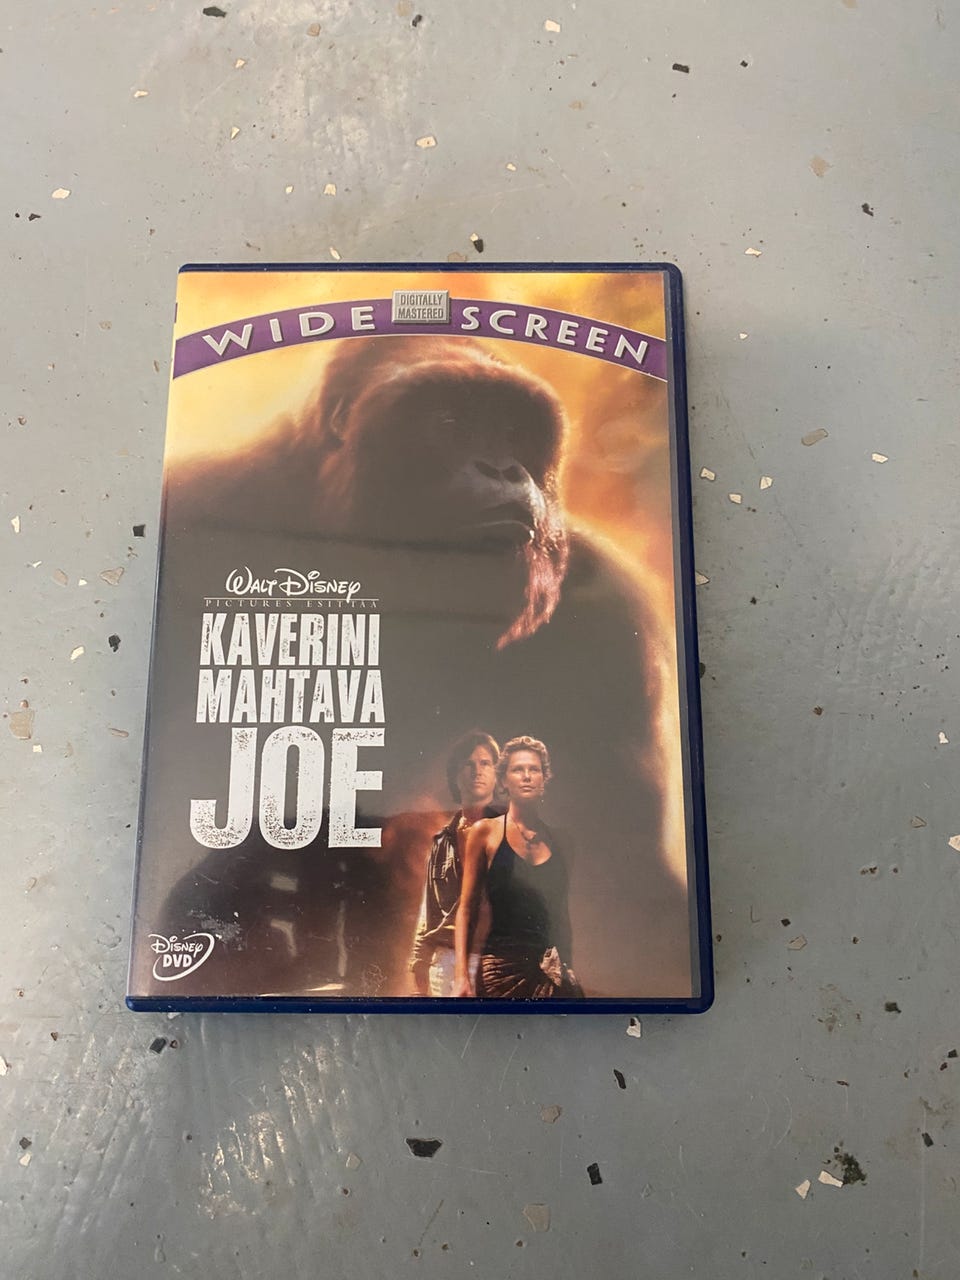 WIDE SCREEN
DIGITALLY
MASTERED
WALT DISNEY
PICTURES ESITTÄÄ
KAVERINI
MAHTAVA
JOE
DISNEY
DVD